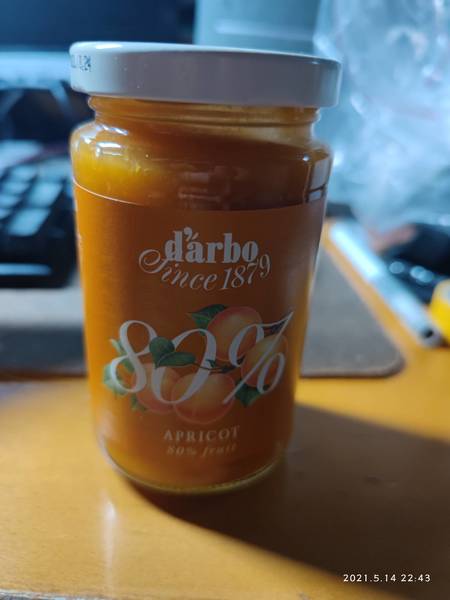 d'arbo
Since 1879
80%
APRICOT
80% fruit
2021.5.14 22:43